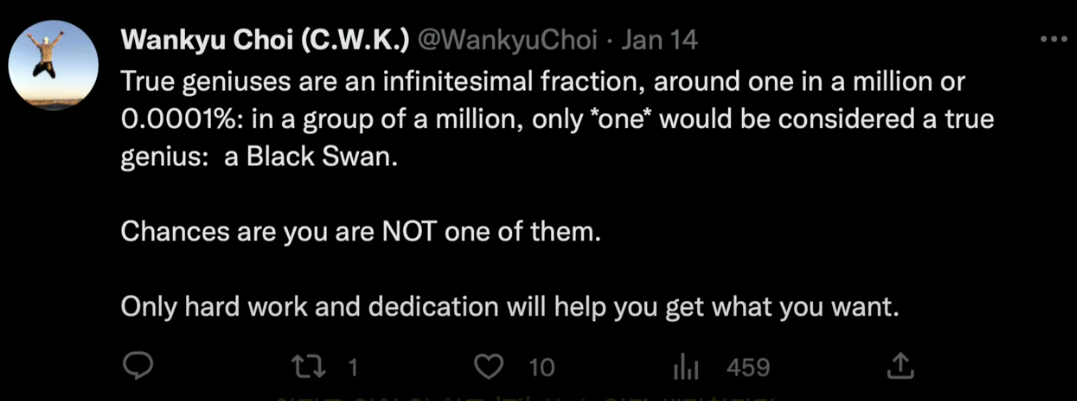 Wankyu Choi (C.W.K.) @WankyuChoi · Jan 14
True geniuses are an infinitesimal fraction, around one in a million or
0.0001%: in a group of a million, only *one* would be considered a true
genius:  a Black Swan.
Chances are you are NOT one of them.
Only hard work and dedication will help you get what you want.
1 10 459